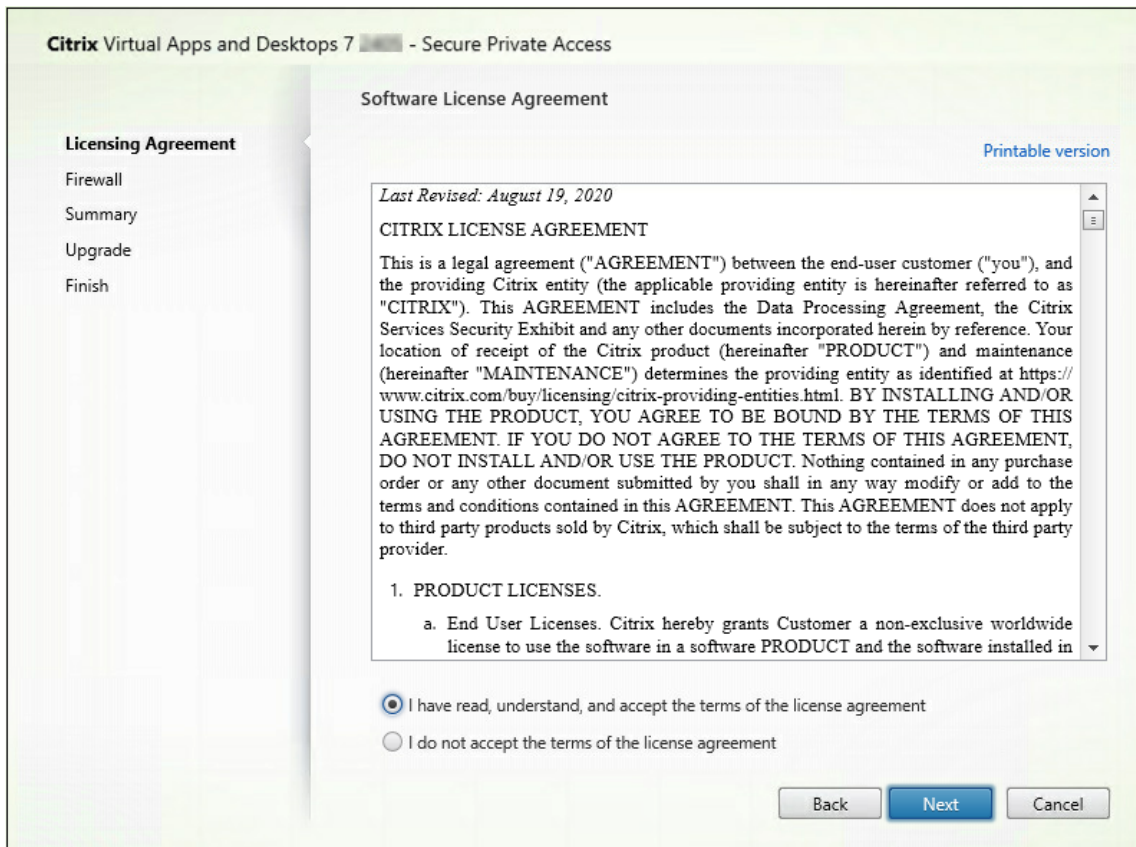 Citrix Virtual Apps and Desktops 7 - Secure Private Access
Software License Agreement
Licensing Agreement
Firewall
Summary
Upgrade
Finish
Printable version
Last Revised: August 19, 2020
CITRIX LICENSE AGREEMENT
This is a legal agreement ("AGREEMENT") between the end-user customer ("you"), and
the providing Citrix entity (the applicable providing entity is hereinafter referred to as
"CITRIX"). This AGREEMENT includes the Data Processing Agreement, the Citrix
Services Security Exhibit and any other documents incorporated herein by reference. Your
location of receipt of the Citrix product (hereinafter "PRODUCT") and maintenance
(hereinafter "MAINTENANCE") determines the providing entity as identified at https://
www.citrix.com/buy/licensing/citrix-providing-entities.html. BY INSTALLING AND/OR
USING THE PRODUCT, YOU AGREE TO BE BOUND BY THE TERMS OF THIS
AGREEMENT. IF YOU DO NOT AGREE TO THE TERMS OF THIS AGREEMENT,
DO NOT INSTALL AND/OR USE THE PRODUCT. Nothing contained in any purchase
order or any other document submitted by you shall in any way modify or add to the
terms and conditions contained in this AGREEMENT. This AGREEMENT does not apply
to third party products sold by Citrix, which shall be subject to the terms of the third party
provider.
1. PRODUCT LICENSES.
a. End User Licenses. Citrix hereby grants Customer a non-exclusive worldwide
license to use the software in a software PRODUCT and the software installed in
I have read, understand, and accept the terms of the license agreement
I do not accept the terms of the license agreement
Back
Next
Cancel